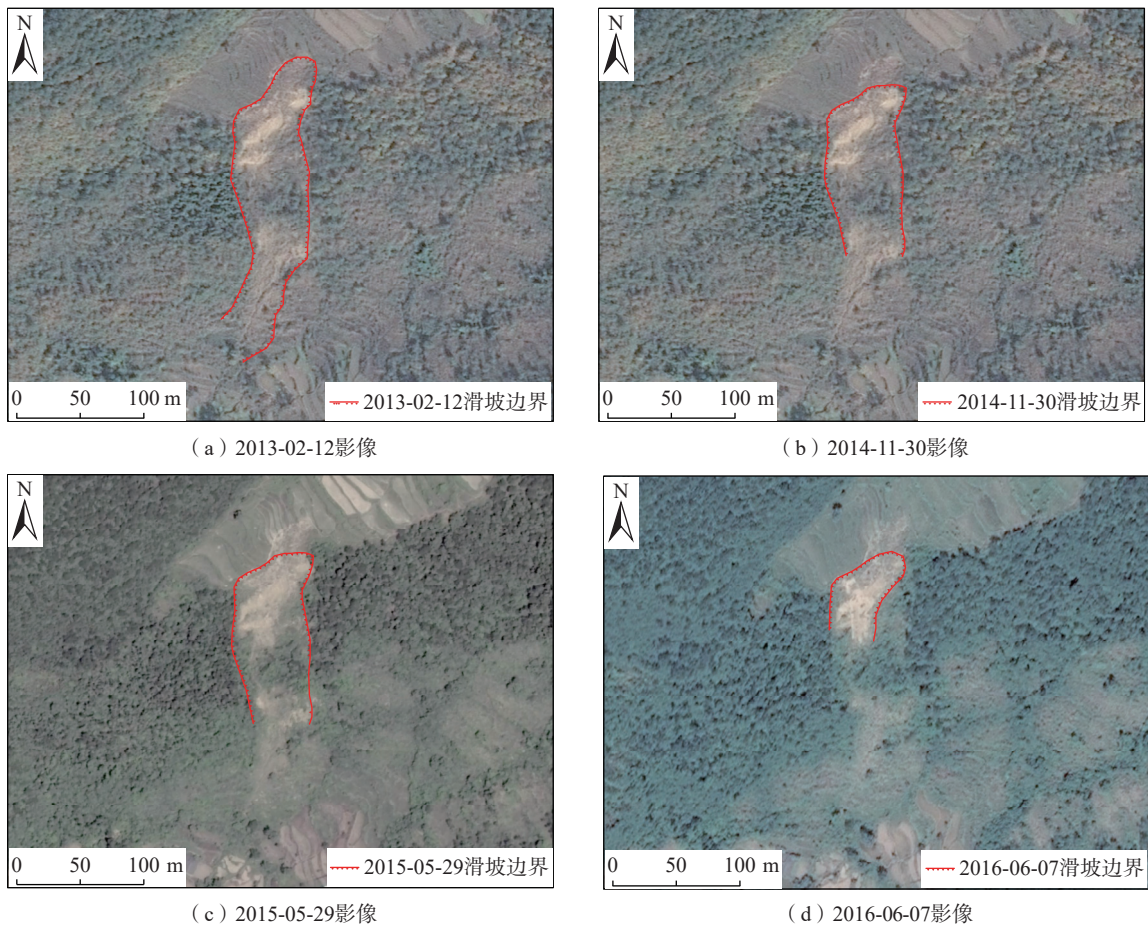 N
0 50 100 m
2013-02-12滑坡边界
（a）2013-02-12影像
N
0 50 100 m
2014-11-30滑坡边界
（b）2014-11-30影像
N
0 50 100 m
2015-05-29滑坡边界
（c）2015-05-29影像
N
0 50 100 m
2016-06-07滑坡边界
（d）2016-06-07影像